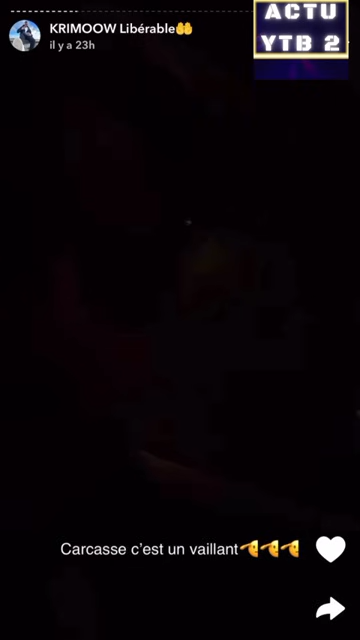 ACTU
YTB 2
KRIMOOW Libérable🤲
il y a 23h
Carcasse c'est un vaillant🫡🫡🫡